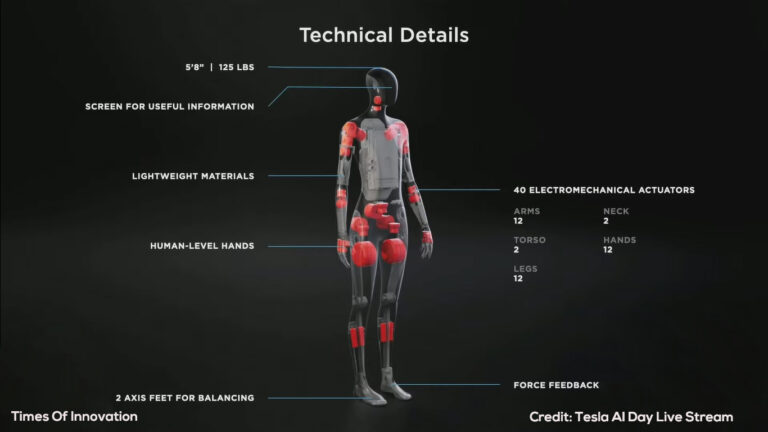 Technical Details
5'8" | 125 LBS
SCREEN FOR USEFUL INFORMATION
LIGHTWEIGHT MATERIALS
HUMAN-LEVEL HANDS
2 AXIS FEET FOR BALANCING
40 ELECTROMECHANICAL ACTUATORS
ARMS
12
NECK
2
TORSO
2
HANDS
12
LEGS
12
FORCE FEEDBACK
Times Of Innovation
Credit: Tesla AI Day Live Stream